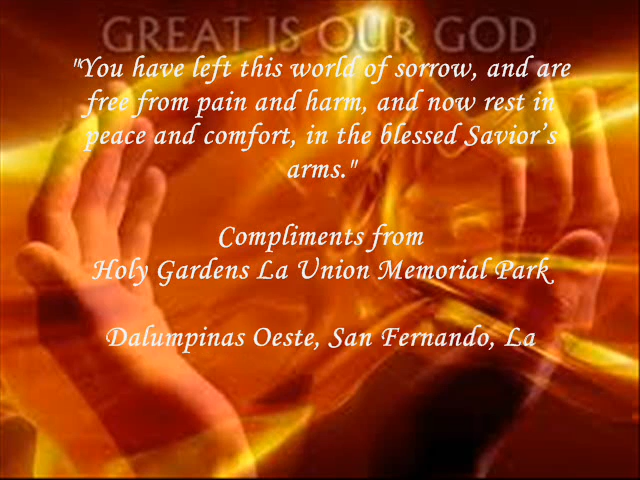 GREAT IS OUR GOD
"You have left this world of sorrow, and are
free from pain and harm, and now rest in
peace and comfort, in the blessed Savior’s
arms."
Compliments from
Holy Gardens La Union Memorial Park
Dalumpinas Oeste, San Fernando, La